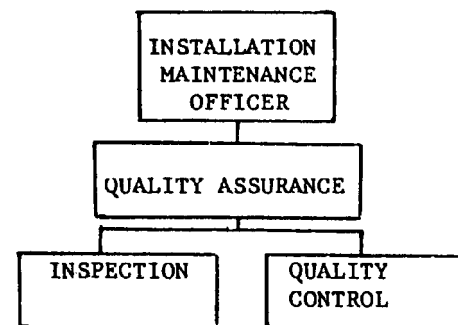 INSTALLATION
MAINTENANCE
OFFICER
QUALITY ASSURANCE
INSPECTION
QUALITY
CONTROL